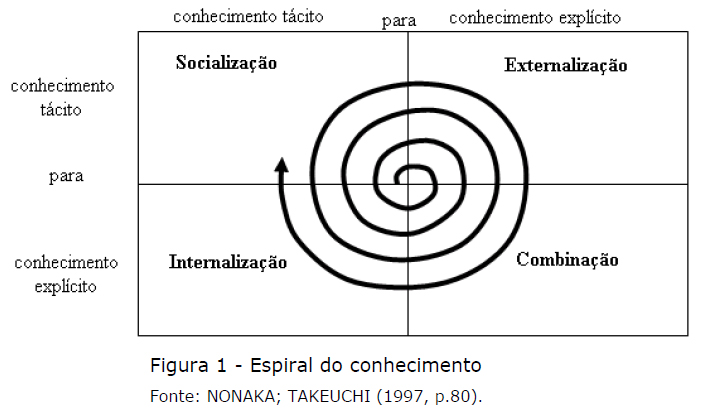 conhecimento tácito para conhecimento explícito
Socialização Externalização
conhecimento
tácito
para
Internalização Combinação
conhecimento
explícito
Figura 1 - Espiral do conhecimento
Fonte: NONAKA; TAKEUCHI (1997, p.80).